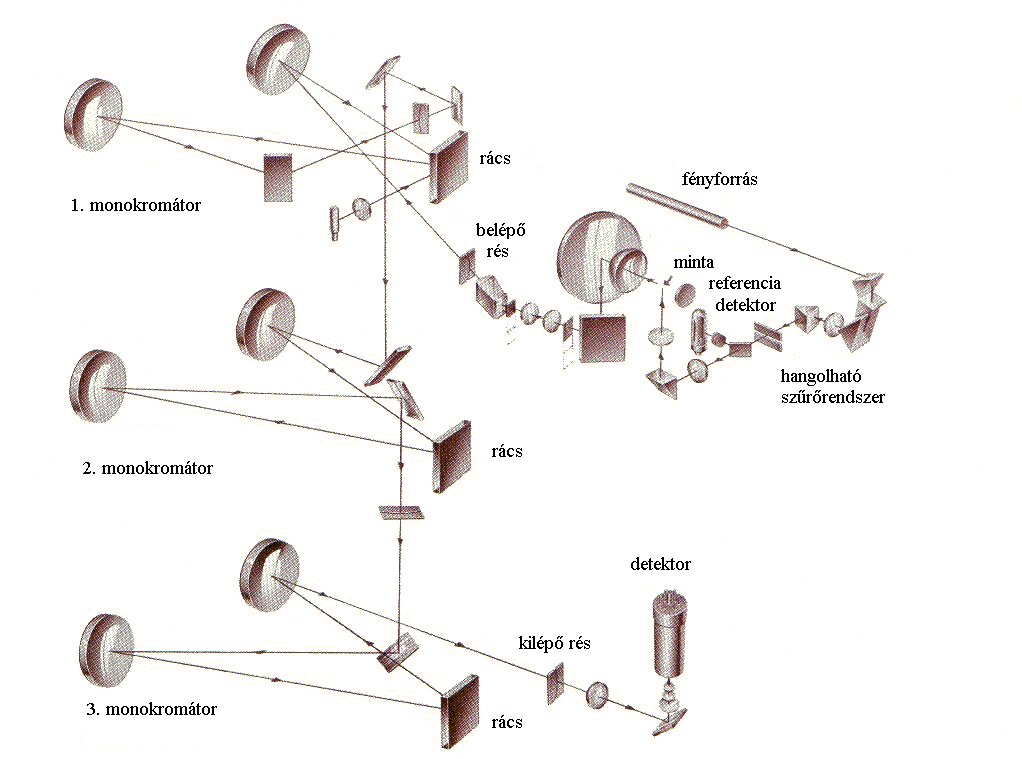 rács
1. monokromátor
fényforrás
belépő
rés
minta
referencia
detektor
hangolható
szűrőrendszer
rács
2. monokromátor
detektor
kilépő rés
3. monokromátor
rács